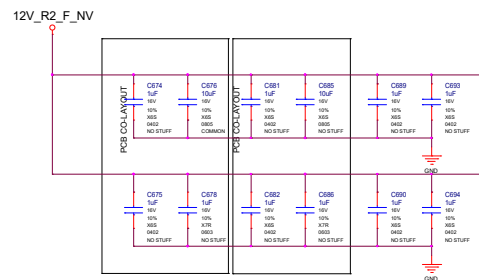 12V_R2_F_NV
PCB CO-LAYOUT
C674
1uF
16V
10%
X6S
0402
NO STUFF
C676
10uF
16V
10%
X6S
0805
COMMON
PCB CO-LAYOUT
C681
1uF
16V
10%
X6S
0402
NO STUFF
C685
10uF
16V
10%
X6S
0805
NO STUFF
C689
1uF
16V
10%
X6S
0402
NO STUFF
C693
1uF
16V
10%
X6S
0402
NO STUFF
GND
C675
1uF
16V
10%
X6S
0402
NO STUFF
C678
1uF
16V
10%
X7R
0603
NO STUFF
C682
1uF
16V
10%
X6S
0402
NO STUFF
C686
1uF
16V
10%
X7R
0603
NO STUFF
C690
1uF
16V
10%
X6S
0402
NO STUFF
C694
1uF
16V
10%
X6S
0402
NO STUFF
GND